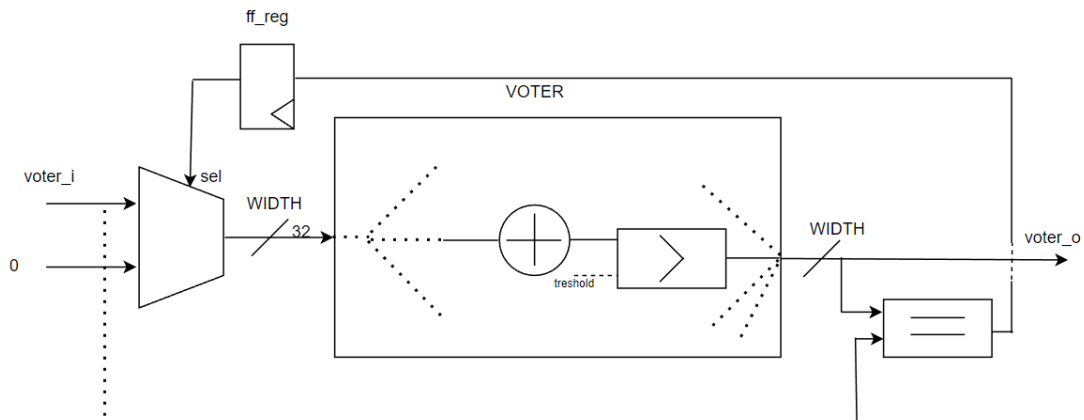 ff_reg
VOTER
voter_i
sel
WIDTH
32
WIDTH
voter_o
0
treshold